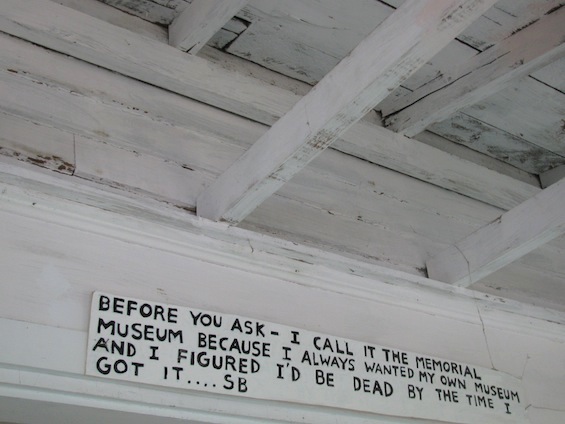 BEFORE YOU ASK - I CALL IT THE MEMORIAL
MUSEUM BECAUSE I ALWAYS WANTED MY OWN MUSEUM
AND I FIGURED I'D BE DEAD BY THE TIME I
GOT IT.... SB